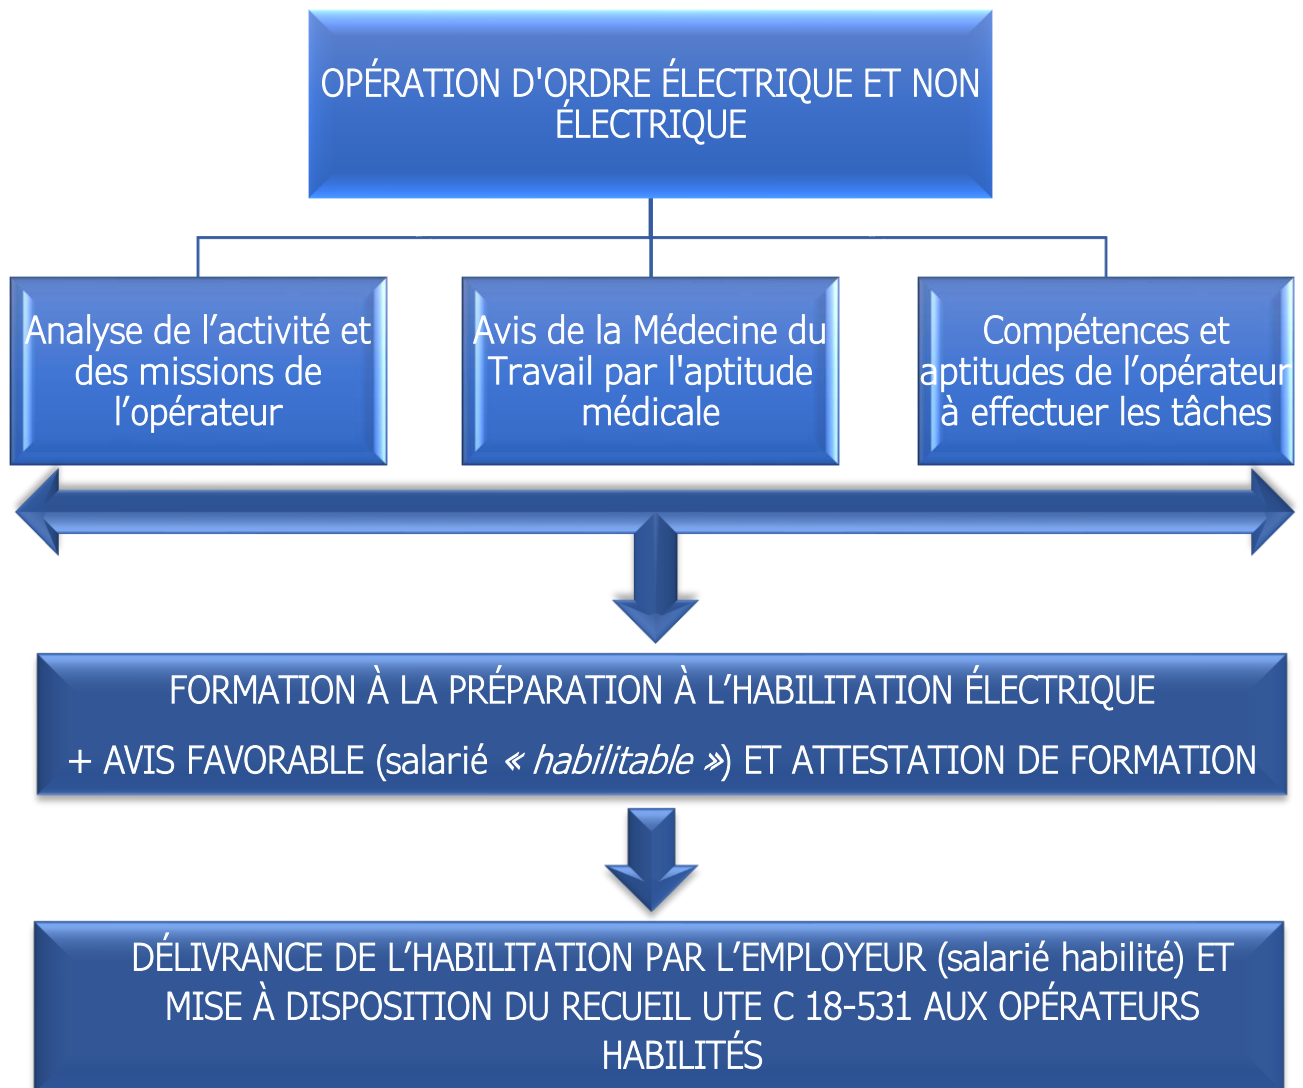 OPÉRATION D'ORDRE ÉLECTRIQUE ET NON
ÉLECTRIQUE
Analyse de l’activité et
des missions de
l’opérateur
Avis de la Médecine du
Travail par l'aptitude
médicale
Compétences et
aptitudes de l’opérateur
à effectuer les tâches
FORMATION À LA PRÉPARATION À L’HABILITATION ÉLECTRIQUE
+ AVIS FAVORABLE (salarié « habilitable ») ET ATTESTATION DE FORMATION
DÉLIVRANCE DE L’HABILITATION PAR L’EMPLOYEUR (salarié habilité) ET
MISE À DISPOSITION DU RECUEIL UTE C 18-531 AUX OPÉRATEURS
HABILITÉS